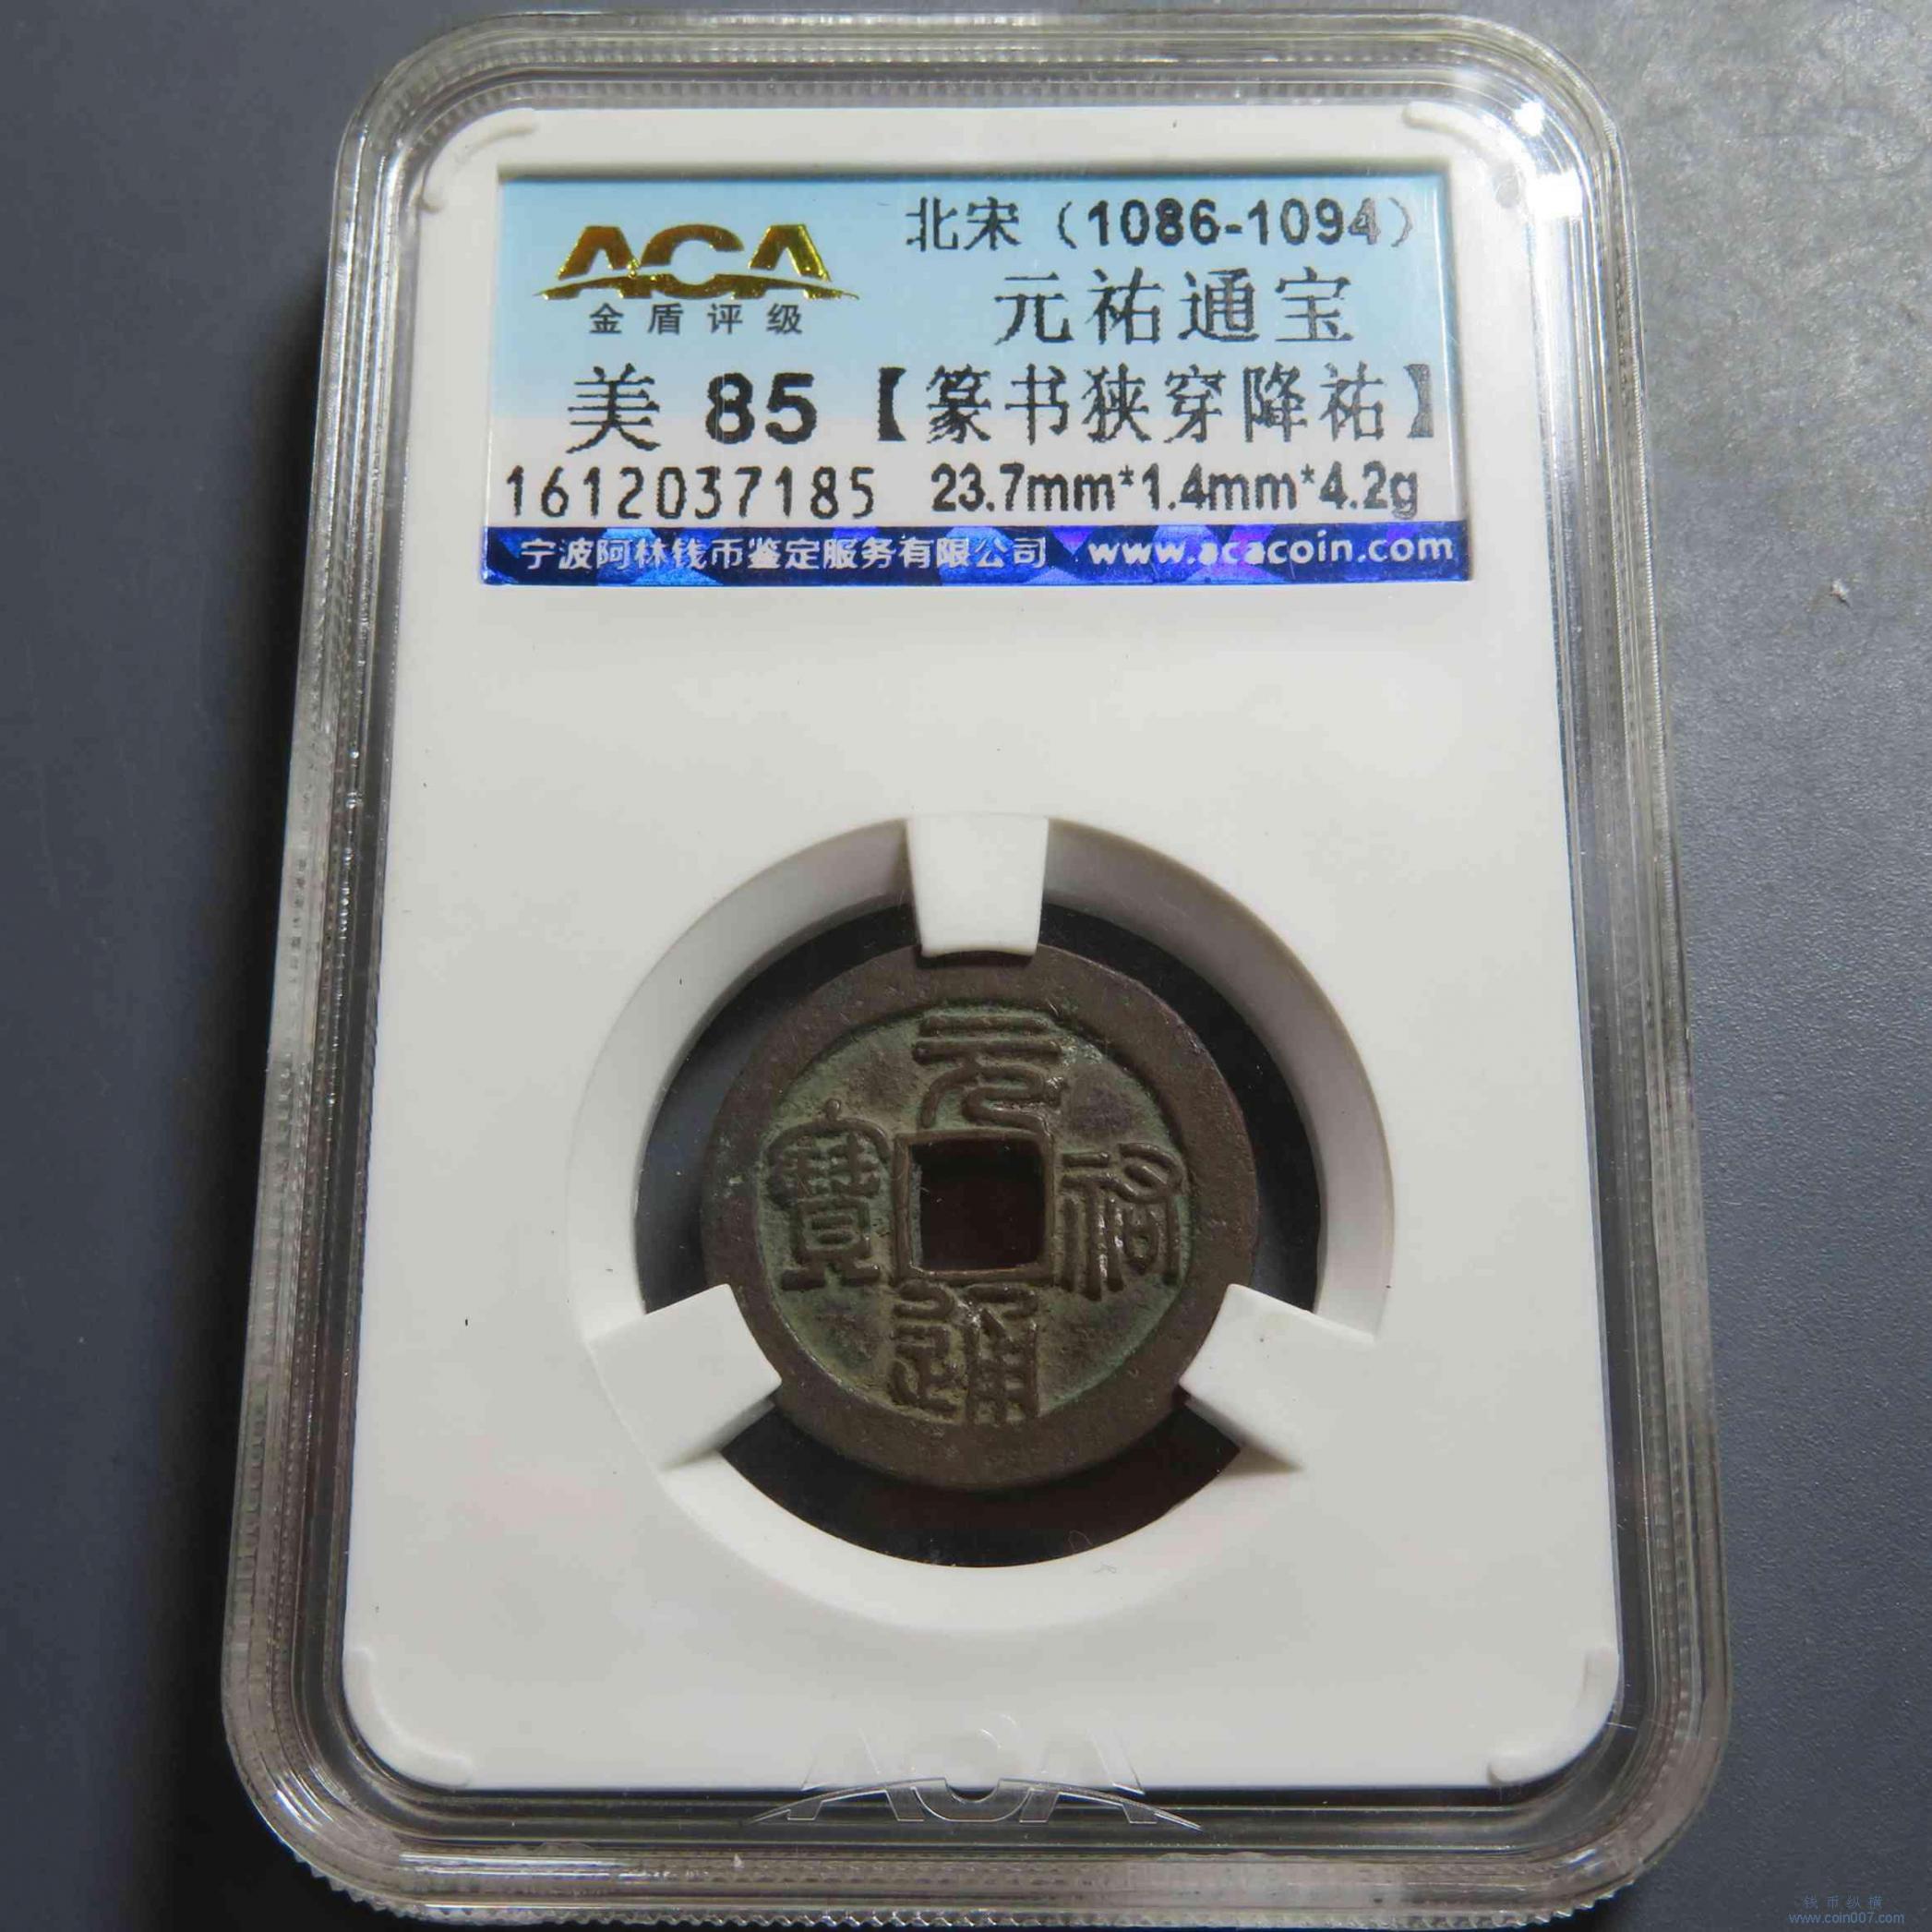 ACA
金盾评级
北宋（1086-1094）
元祐通宝
美 85【篆书狭穿降祐】
1612037185 23.7mm*1.4mm*4.2g
宁波阿林钱币鉴定服务有限公司 www.acacoin.com
元
寶 祐
通
ACA
钱币纵横
www.coin007.com